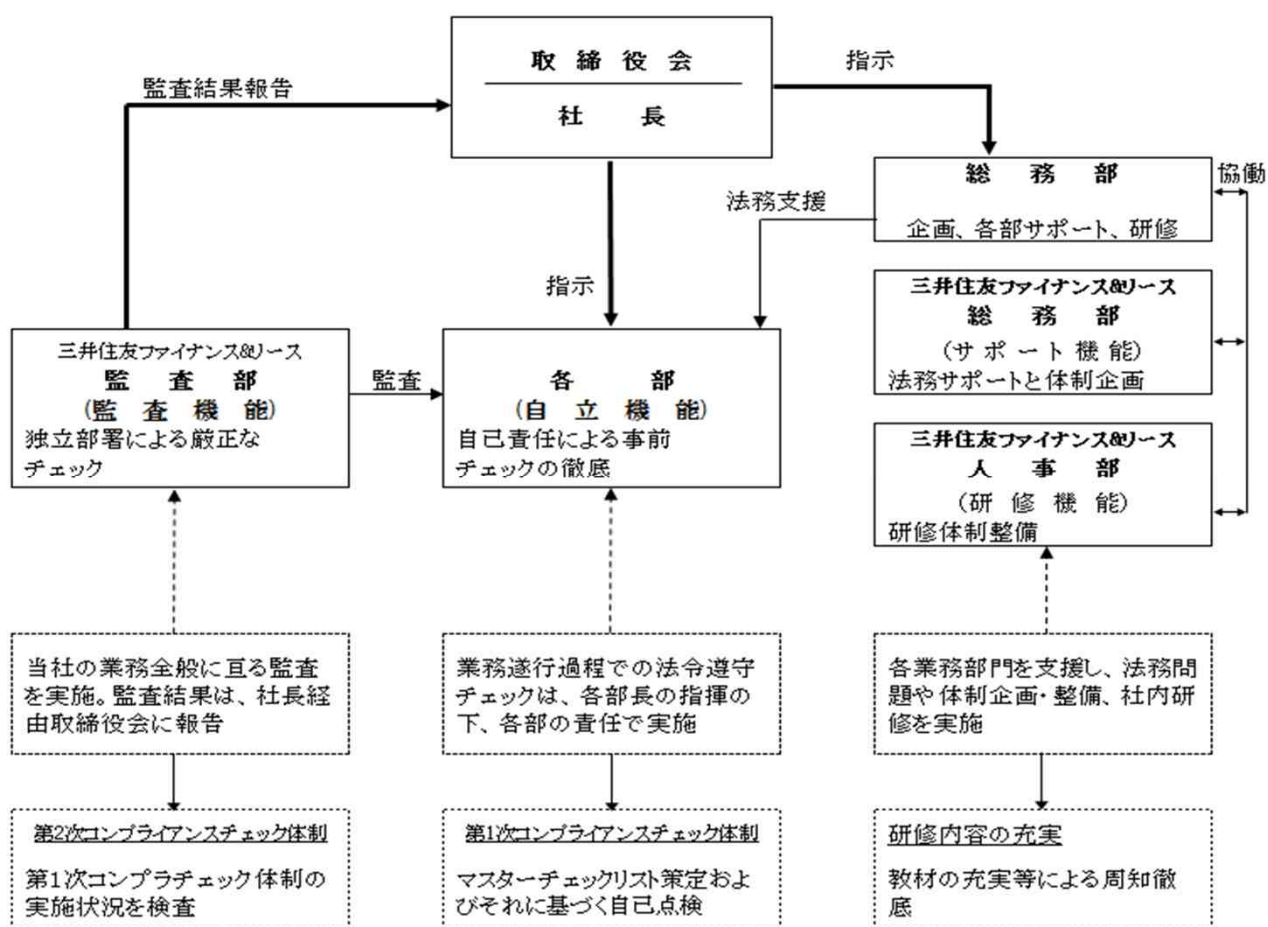 取締役会
社長
監査結果報告
指示
総務部
企画、各部サポート、研修
協働
法務支援
指示
三井住友ファイナンス&リース
総務部
(サポート機能)
法務サポートと体制企画
三井住友ファイナンス&リース
監査部
(監査機能)
独立部署による厳正な
チェック
監査
各部
(自立機能)
自己責任による事前
チェックの徹底
三井住友ファイナンス&リース
人事部
(研修機能)
研修体制整備
当社の業務全般に亘る監査
を実施。監査結果は、社長経
由取締役会に報告
業務遂行過程での法令遵守
チェックは、各部長の指揮の
下、各部の責任で実施
各業務部門を支援し、法務問
題や体制企画・整備、社内研
修を実施
第2次コンプライアンスチェック体制
第1次コンプラチェック体制の
実施状況を検査
第1次コンプライアンスチェック体制
マスターチェックリスト策定およ
びそれに基づく自己点検
研修内容の充実
教材の充実等による周知徹
底